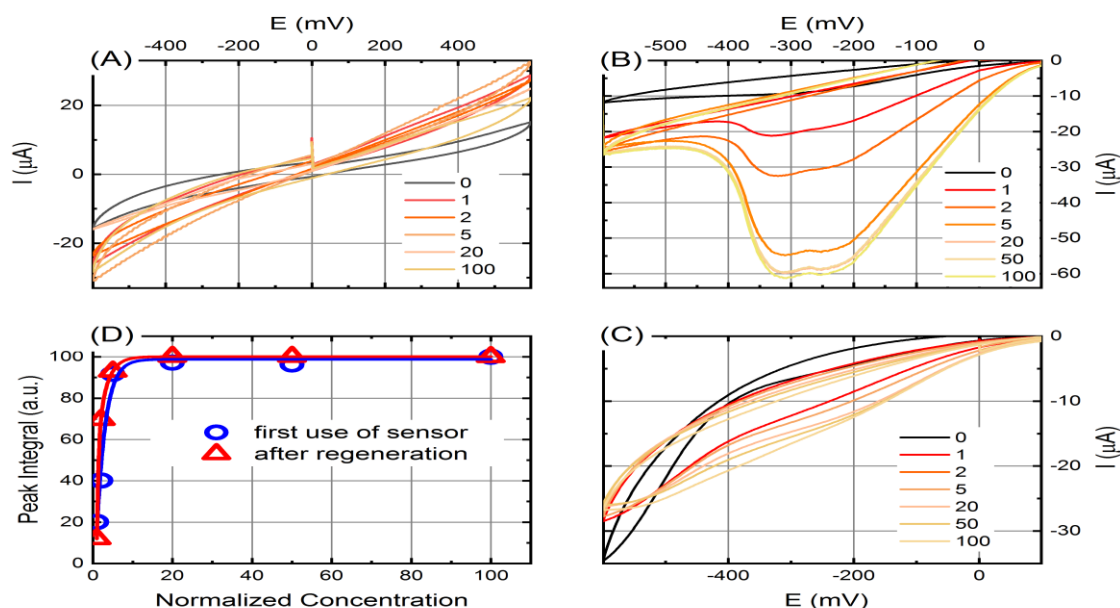 E (mV)
-400 -200 0 200 400
(A)
I (µA)
20
0
-20
0
1
2
5
20
100
E (mV)
-500 -400 -300 -200 -100 0
(B)
0
-10
-20
-30
-40
-50
-60
I (µA)
0
1
2
5
20
50
100
(D)
Peak Integral (a.u.)
100
80
60
40
20
0
first use of sensor
after regeneration
0 20 40 60 80 100
Normalized Concentration
(C)
0
-10
-20
-30
I (µA)
0
1
2
5
20
50
100
-400 -200 0
E (mV)